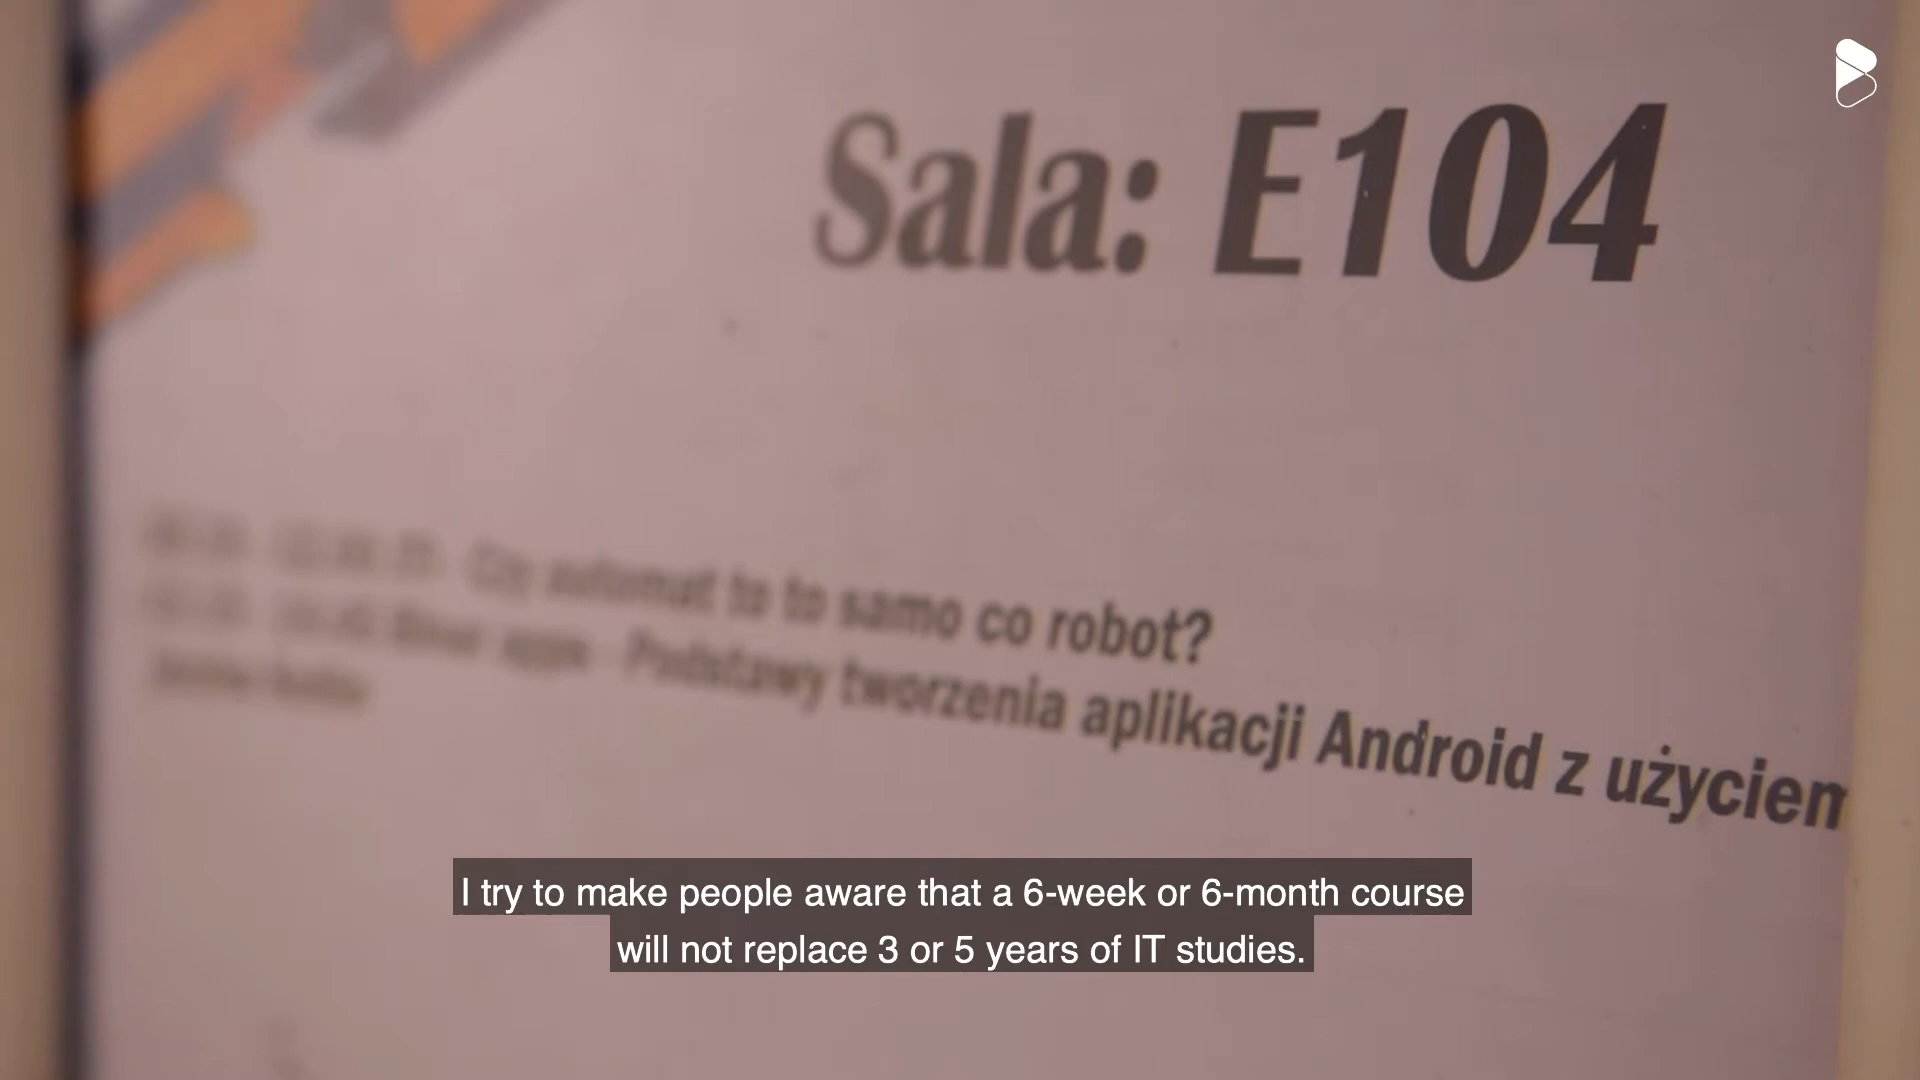 Sala: E104
Czy automat to to samo co robot?
apps - Podstawy tworzenia aplikacji Android z użyciem
I try to make people aware that a 6-week or 6-month course
will not replace 3 or 5 years of IT studies.